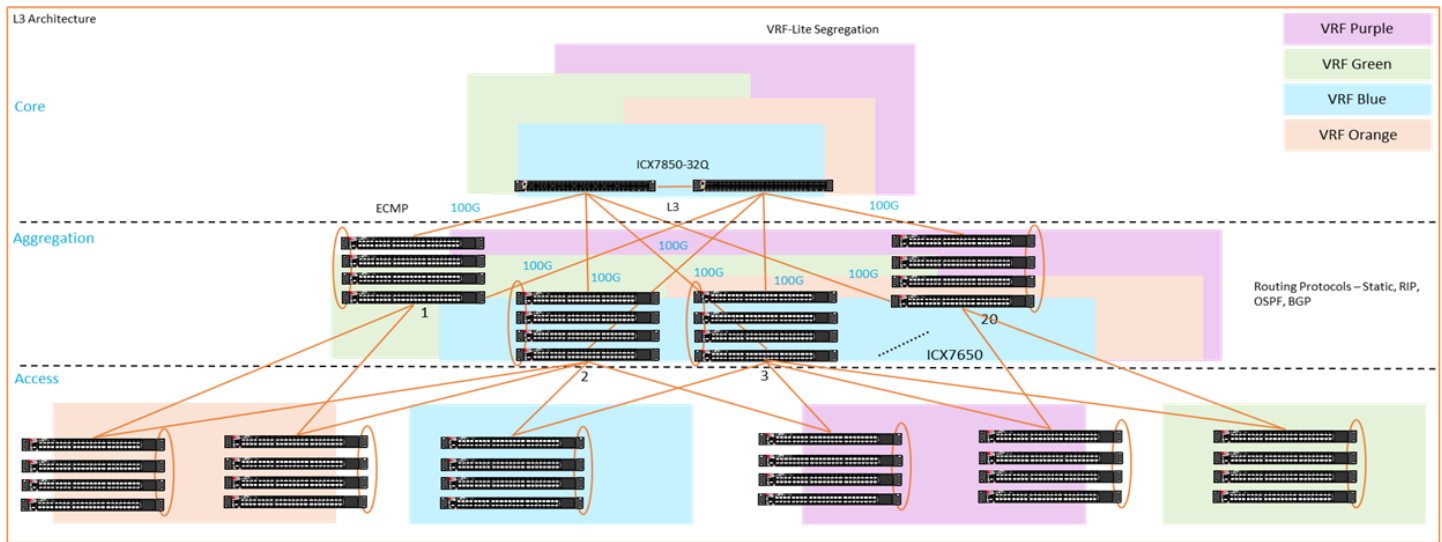 L3 Architecture
VRF-Lite Segregation
VRF Purple
VRF Green
VRF Blue
VRF Orange
Core
ICX7850-32Q
ECMP
100G
L3
100G
Aggregation
100G
100G
100G
100G
100G
100G
Routing Protocols – Static, RIP,
OSPF, BGP
1
20
ICX7650
Access
2
3